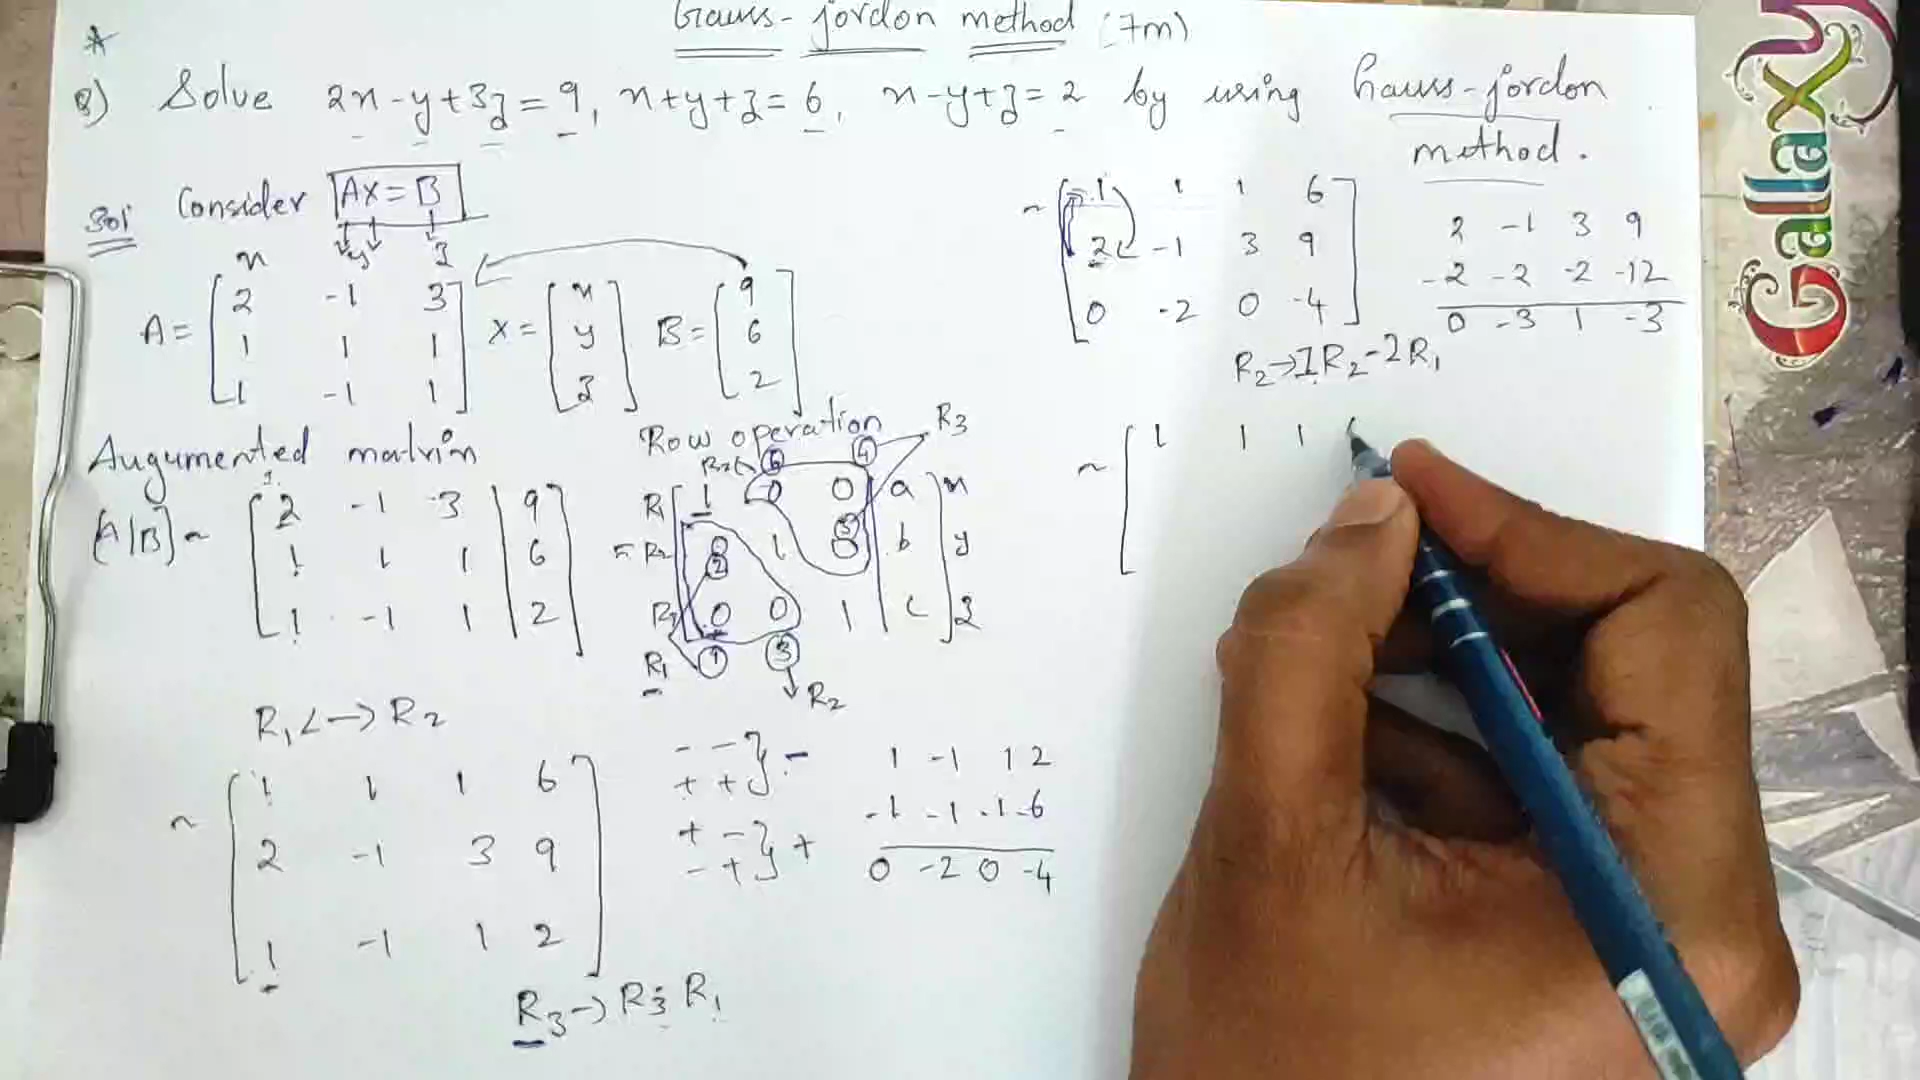 Gauss-jordon method (7m)
Q) Solve 2x-y+3z=9, x+y+z=6, x-y+z=2 by using Gauss-jordon
method.
Sol Consider AX=B
x y z
A= 2 -1 3
1 1 1
1 -1 1
X= x
y
z
B= 9
6
2
Augumented matrix
[A|B]~ 2 -1 3 9
1 1 1 6
1 -1 1 2
Row operation
R3
R1 1 0 0 a x
R2 0 1 0 b y
R3 0 0 1 c z
R1
R2
R1<->R2
~ 1 1 1 6
2 -1 3 9
1 -1 1 2
R3->R3-R1
- - } -
+ +
+ - } +
- +
1 -1 1 2
-1 -1 -1 -6
0 -2 0 -4
~ 1 1 1 6
2 -1 3 9
0 -2 0 -4
2 -1 3 9
-2 -2 -2 -12
0 -3 1 -3
R2->1R2-2R1
~ 1 1 1
GallaxY